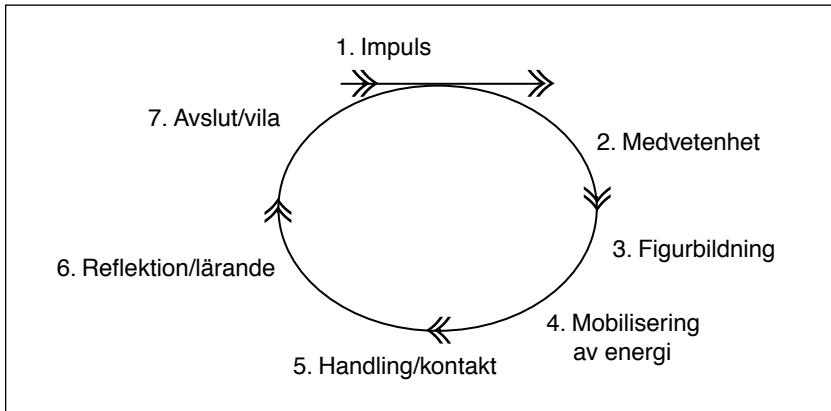 1. Impuls
2. Medvetenhet
3. Figurbildning
4. Mobilisering
av energi
5. Handling/kontakt
6. Reflektion/lärande
7. Avslut/vila